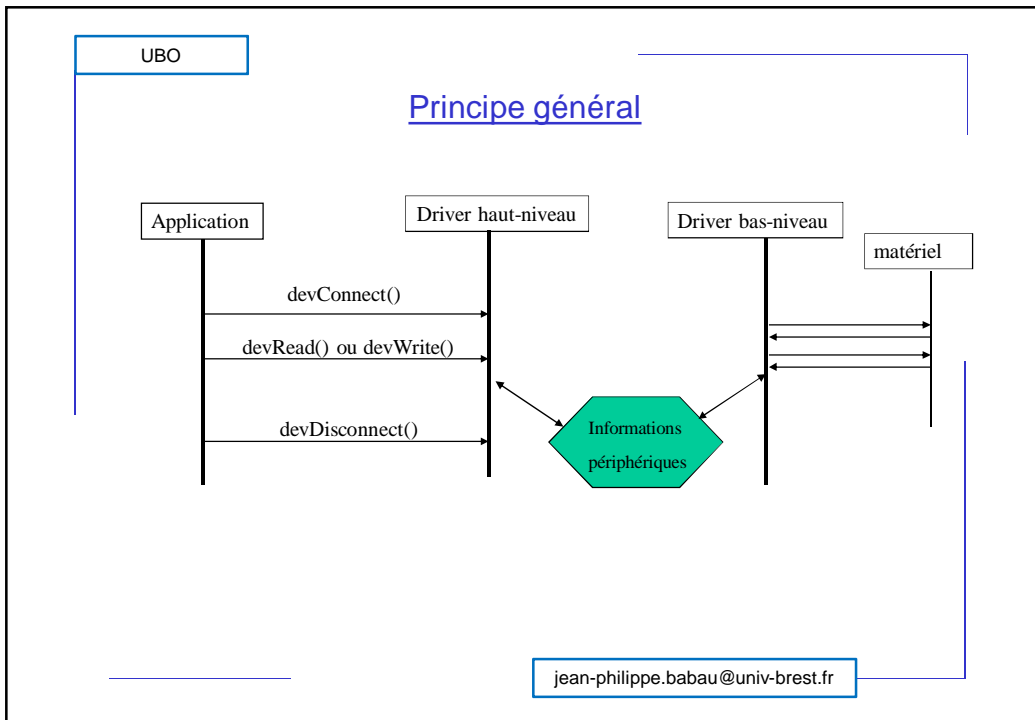 UBO
Principe général
Application
Driver haut-niveau
Driver bas-niveau
matériel
devConnect()
devRead() ou devWrite()
devDisconnect()
Informations
périphériques
jean-philippe.babau@univ-brest.fr